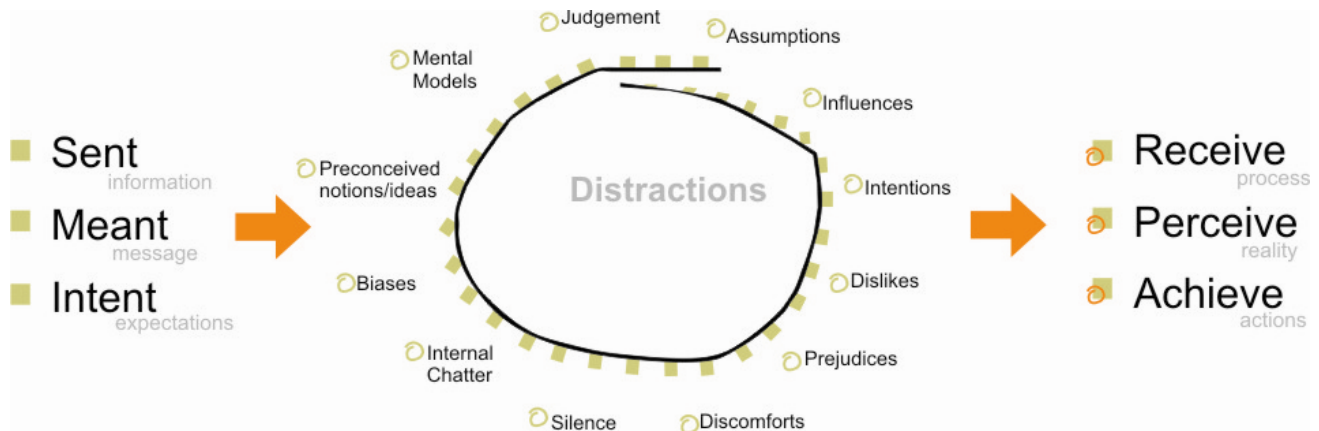 Sent
information
Meant
message
Intent
expectations
Judgement
Assumptions
Mental
Models
Influences
Preconceived
notions/ideas
Distractions
Intentions
Biases
Dislikes
Internal
Chatter
Prejudices
Silence
Discomforts
Receive
process
Perceive
reality
Achieve
actions